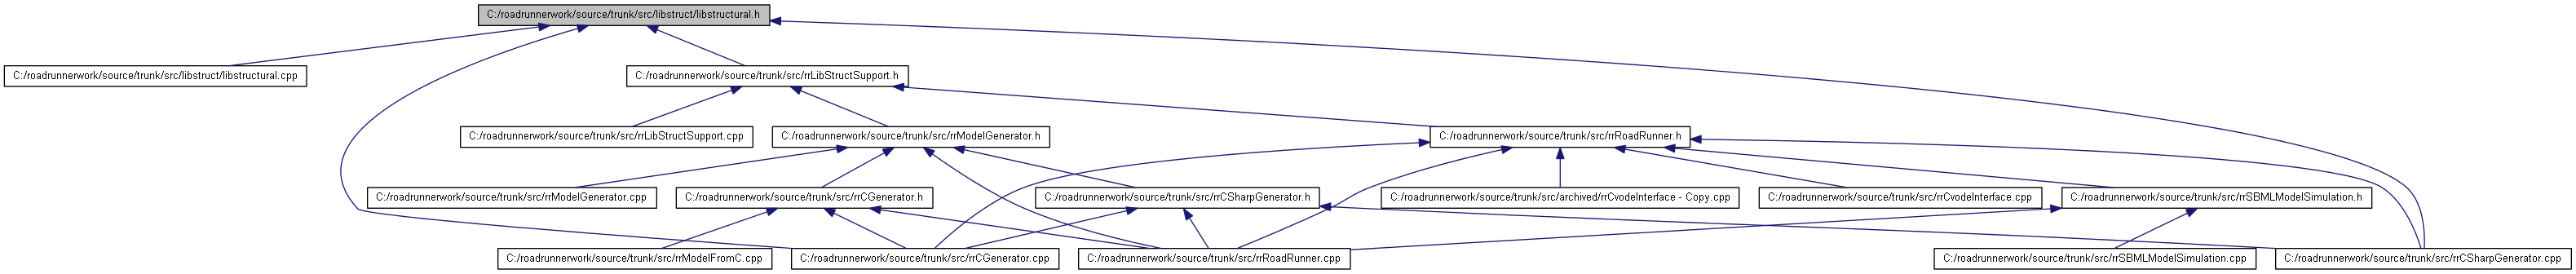 C:/roadrunnerwork/source/trunk/src/libstruct/libstructural.h
C:/roadrunnerwork/source/trunk/src/libstruct/libstructural.cpp
C:/roadrunnerwork/source/trunk/src/rrLibStructSupport.h
C:/roadrunnerwork/source/trunk/src/rrLibStructSupport.cpp
C:/roadrunnerwork/source/trunk/src/rrModelGenerator.h
C:/roadrunnerwork/source/trunk/src/rrRoadRunner.h
C:/roadrunnerwork/source/trunk/src/rrModelGenerator.cpp
C:/roadrunnerwork/source/trunk/src/rrCGenerator.h
C:/roadrunnerwork/source/trunk/src/rrCSharpGenerator.h
C:/roadrunnerwork/source/trunk/src/archived/rrCvodeInterface - Copy.cpp
C:/roadrunnerwork/source/trunk/src/rrCvodeInterface.cpp
C:/roadrunnerwork/source/trunk/src/rrSBMLModelSimulation.h
C:/roadrunnerwork/source/trunk/src/rrModelFromC.cpp
C:/roadrunnerwork/source/trunk/src/rrCGenerator.cpp
C:/roadrunnerwork/source/trunk/src/rrRoadRunner.cpp
C:/roadrunnerwork/source/trunk/src/rrSBMLModelSimulation.cpp
C:/roadrunnerwork/source/trunk/src/rrCSharpGenerator.cpp